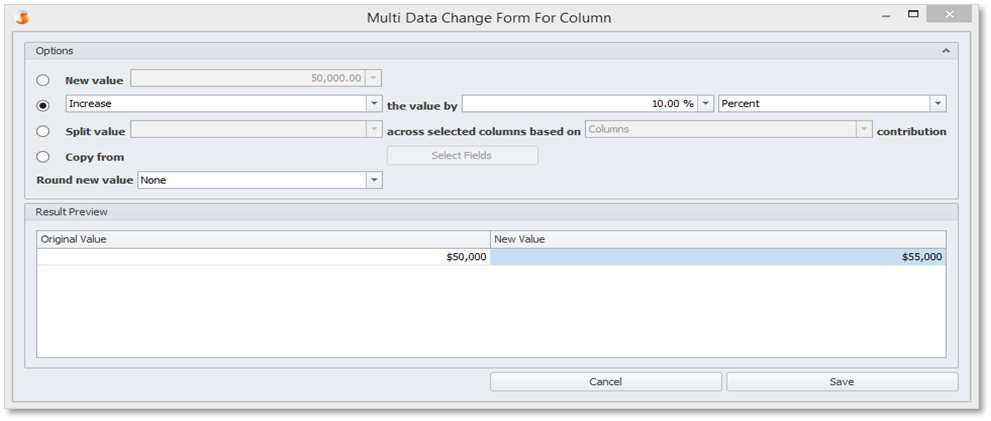 Multi Data Change Form For Column
Options
New value 50,000.00
Increase the value by 10.00 % Percent
Split value across selected columns based on Columns contribution
Copy from Select Fields
Round new value None
Result Preview
Original Value New Value
$50,000 $55,000
Cancel Save